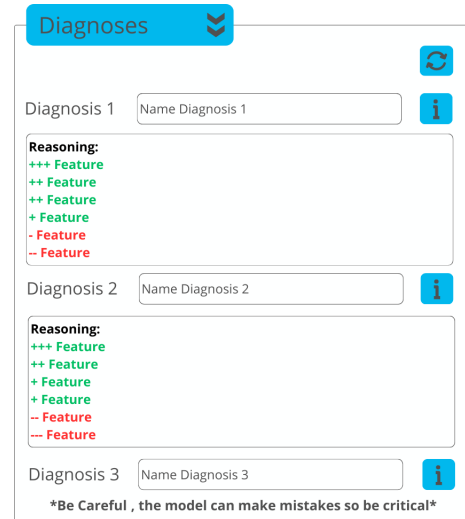 Diagnoses
Diagnosis 1
Name Diagnosis 1
i
Reasoning:
+++ Feature
++ Feature
++ Feature
+ Feature
- Feature
-- Feature
Diagnosis 2
Name Diagnosis 2
i
Reasoning:
+++ Feature
++ Feature
+ Feature
+ Feature
-- Feature
--- Feature
Diagnosis 3
Name Diagnosis 3
i
*Be Careful , the model can make mistakes so be critical*